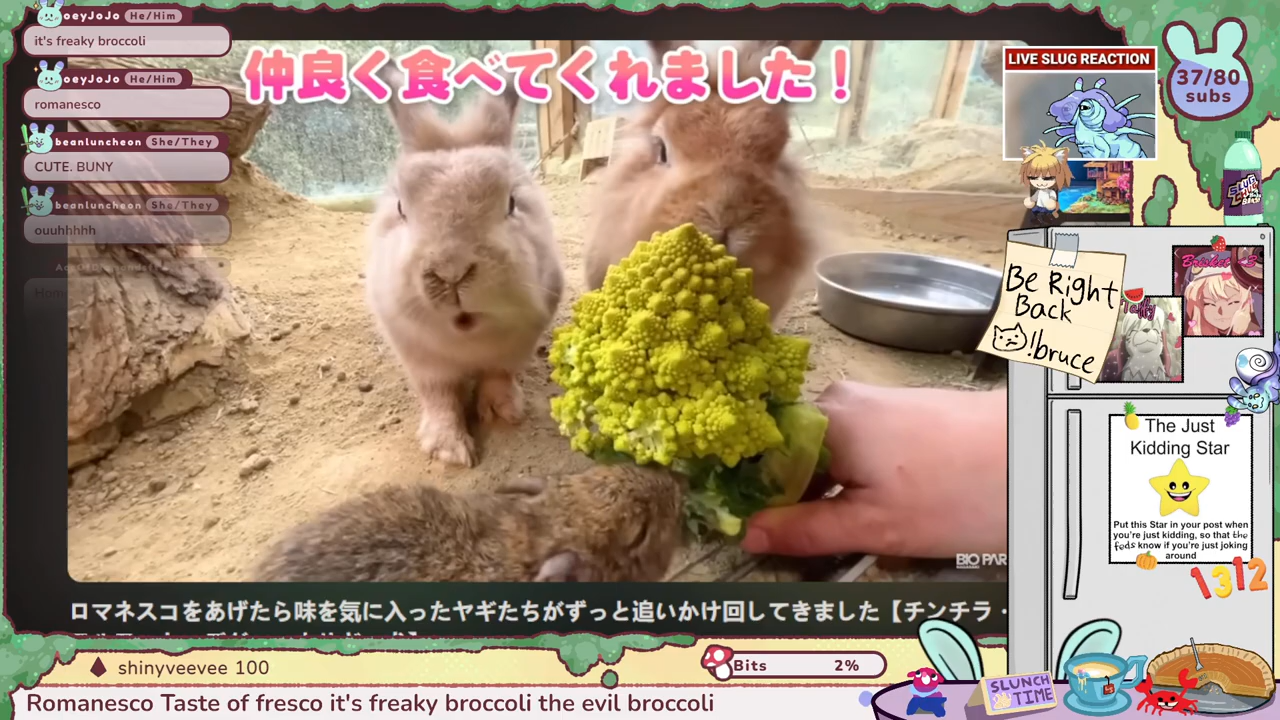 oeyJoJo He/Him
it's freaky broccoli
oeyJoJo He/Him
romanesco
beanluncheon She/They
CUTE. BUNY
beanluncheon She/They
ouuhhhhh
仲良く食べてくれました！
LIVE SLUG REACTION
37/80
subs
Be Right
Back
!bruce
Brisket <3
The Just
Kidding Star
Put this Star in your post when
you're just kidding, so that the
feds know if you're just joking
around
1312
BIO PAR
ロマネスコをあげたら味を気に入ったヤギたちがずっと追いかけ回してきました【チンチラ・
shinyveevee 100
Bits 2%
SLUNCH
TIME
Romanesco Taste of fresco it's freaky broccoli the evil broccoli